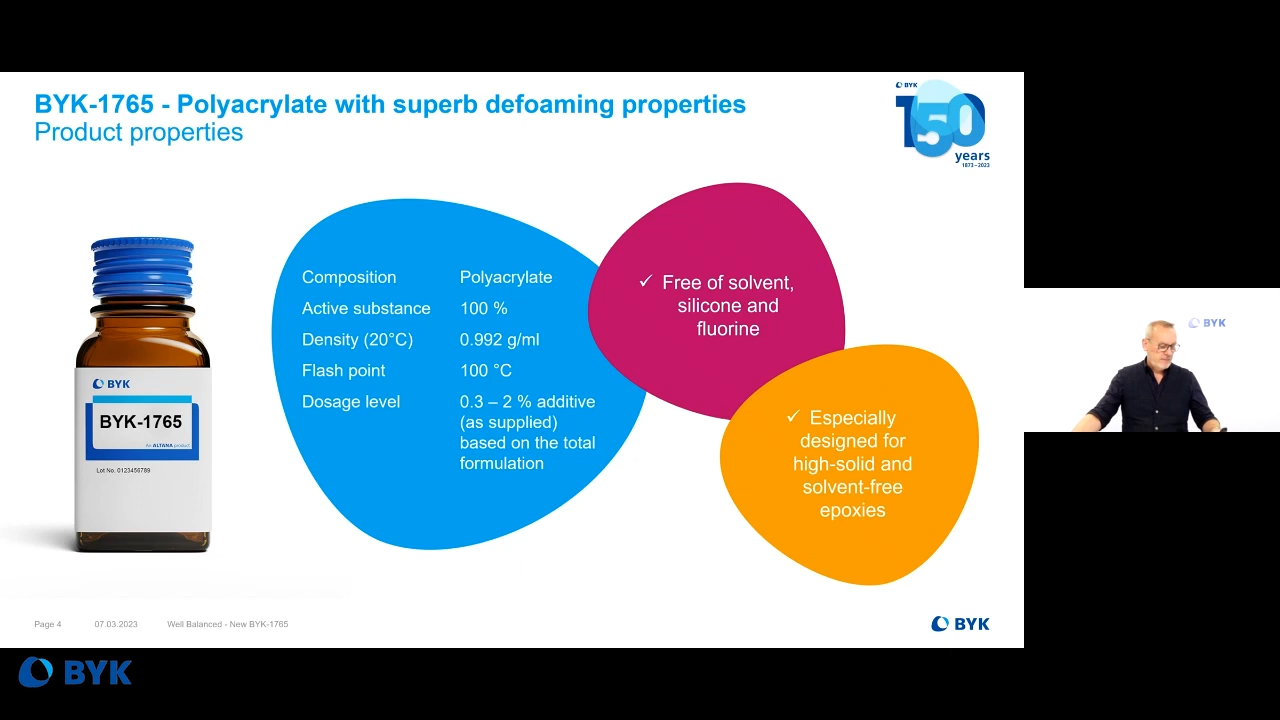 BYK-1765 - Polyacrylate with superb defoaming properties
Product properties
BYK
150
years
1873–2023
Composition Polyacrylate
Active substance 100 %
Density (20°C) 0.992 g/ml
Flash point 100 °C
Dosage level 0.3 – 2 % additive
(as supplied)
based on the total
formulation
✓ Free of solvent,
silicone and
fluorine
✓ Especially
designed for
high-solid and
solvent-free
epoxies
BYK
BYK-1765
An ALTANA product
Lot No. 0123456789
BYK
Page 4 07.03.2023 Well Balanced - New BYK-1765
BYK
BYK